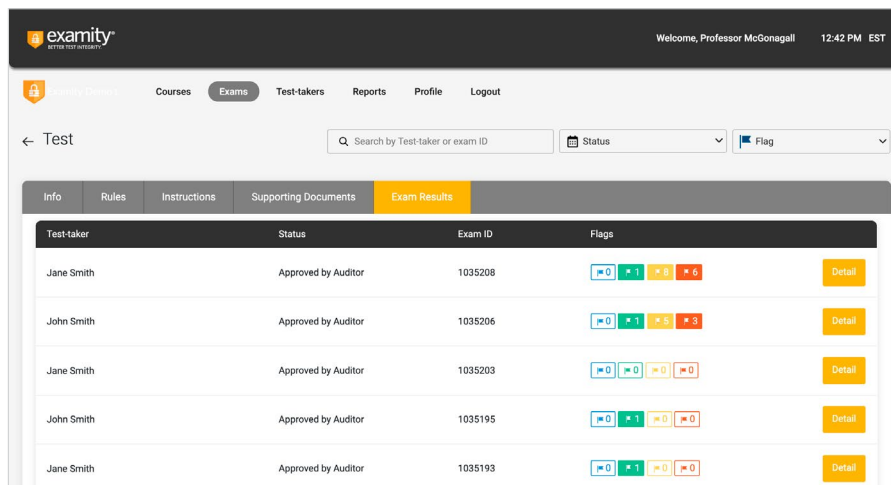 examity®
BETTER TEST INTEGRITY
Welcome, Professor McGonagall 12:42 PM EST
Courses Exams Test-takers Reports Profile Logout
← Test Search by Test-taker or exam ID Status Flag
Info Rules Instructions Supporting Documents Exam Results
Test-taker Status Exam ID Flags
Jane Smith Approved by Auditor 1035208 0 1 8 6 Detail
John Smith Approved by Auditor 1035206 0 1 5 3 Detail
Jane Smith Approved by Auditor 1035203 0 0 0 0 Detail
John Smith Approved by Auditor 1035195 0 1 0 0 Detail
Jane Smith Approved by Auditor 1035193 0 1 0 0 Detail